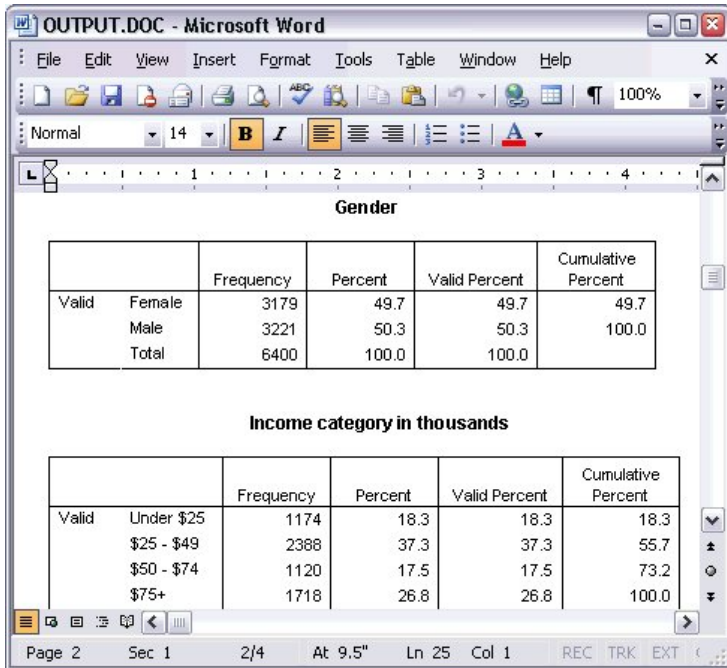 OUTPUT.DOC - Microsoft Word
File Edit View Insert Format Tools Table Window Help
100%
Normal 14 B I A
1 2 3 4
Gender
Frequency Percent Valid Percent Cumulative Percent
Valid Female 3179 49.7 49.7 49.7
Male 3221 50.3 50.3 100.0
Total 6400 100.0 100.0
Income category in thousands
Frequency Percent Valid Percent Cumulative Percent
Valid Under $25 1174 18.3 18.3 18.3
$25 - $49 2388 37.3 37.3 55.7
$50 - $74 1120 17.5 17.5 73.2
$75+ 1718 26.8 26.8 100.0
Page 2 Sec 1 2/4 At 9.5" Ln 25 Col 1 REC TRK EXT